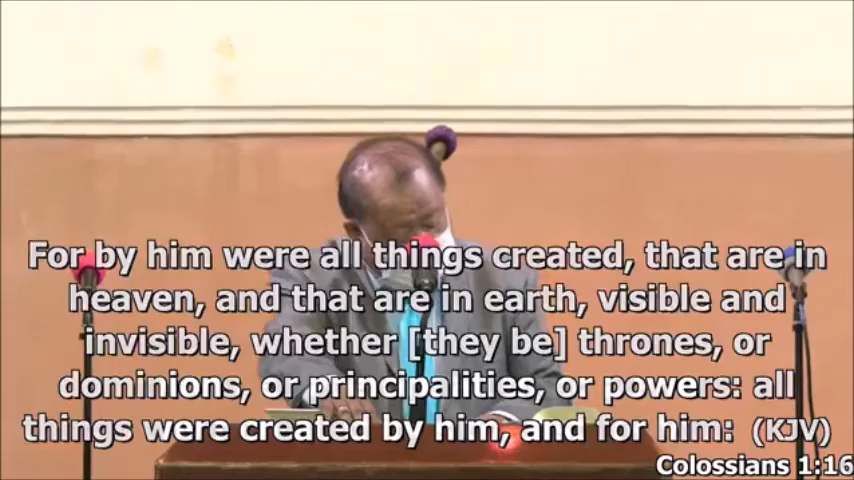 For by him were all things created, that are in
heaven, and that are in earth, visible and
invisible, whether [they be] thrones, or
dominions, or principalities, or powers: all
things were created by him, and for him: (KJV)
Colossians 1:16